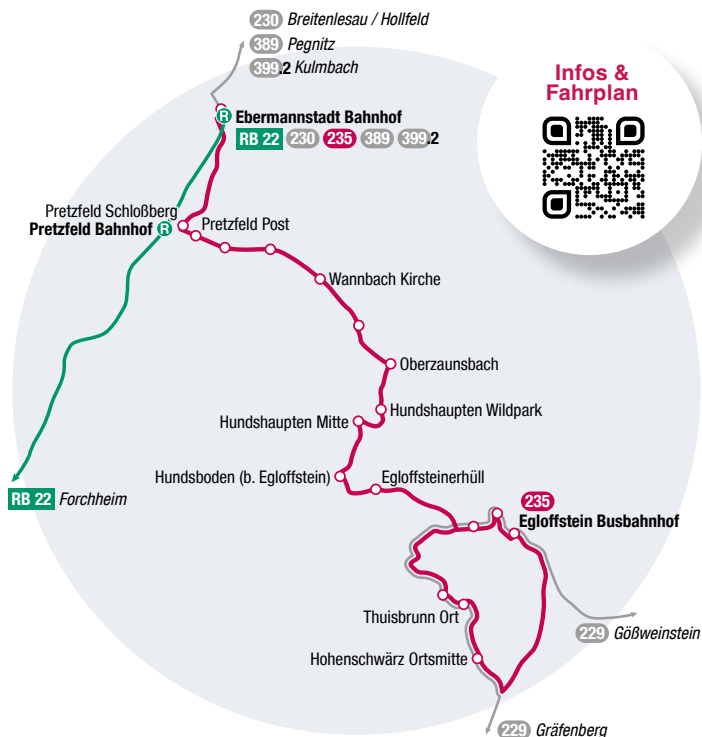 230 Breitenlesau / Hollfeld
389 Pegnitz
399.2 Kulmbach
Infos &
Fahrplan
R Ebermannstadt Bahnhof
RB 22 230 235 389 399.2
Pretzfeld Schloßberg
Pretzfeld Bahnhof R
Pretzfeld Post
Wannbach Kirche
Oberzaunsbach
Hundshaupten Wildpark
Hundshaupten Mitte
Hundsboden (b. Egloffstein)
Egloffsteinerhüll
RB 22 Forchheim
235
Egloffstein Busbahnhof
Thuisbrunn Ort
229 Gößweinstein
Hohenschwärz Ortsmitte
229 Gräfenberg